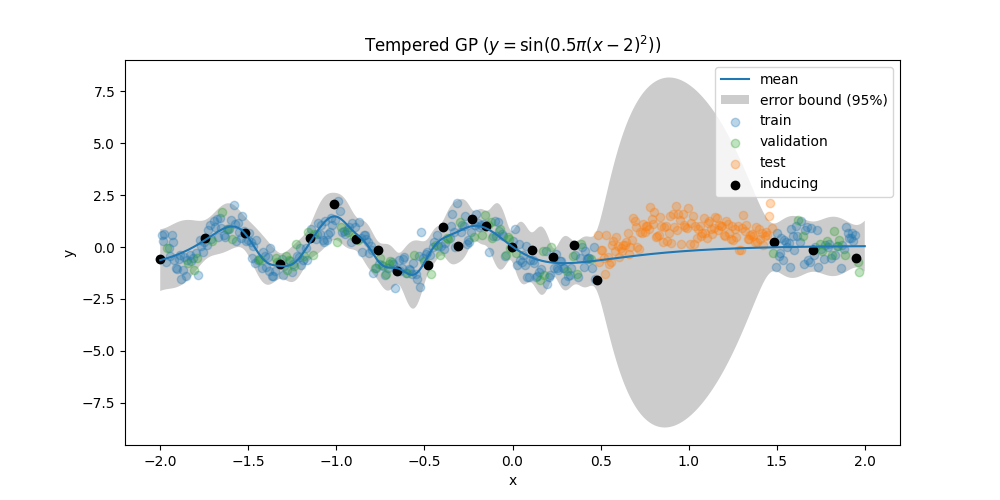 Tempered GP (y = sin(0.5π(x − 2)²))
mean
error bound (95%)
train
validation
test
inducing
7.5
5.0
2.5
0.0
−2.5
−5.0
−7.5
y
−2.0 −1.5 −1.0 −0.5 0.0 0.5 1.0 1.5 2.0
x